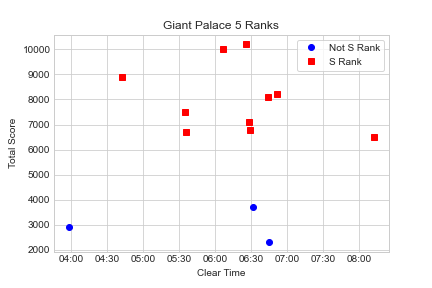 Giant Palace 5 Ranks
Not S Rank
S Rank
Total Score
10000
9000
8000
7000
6000
5000
4000
3000
2000
04:00 04:30 05:00 05:30 06:00 06:30 07:00 07:30 08:00
Clear Time